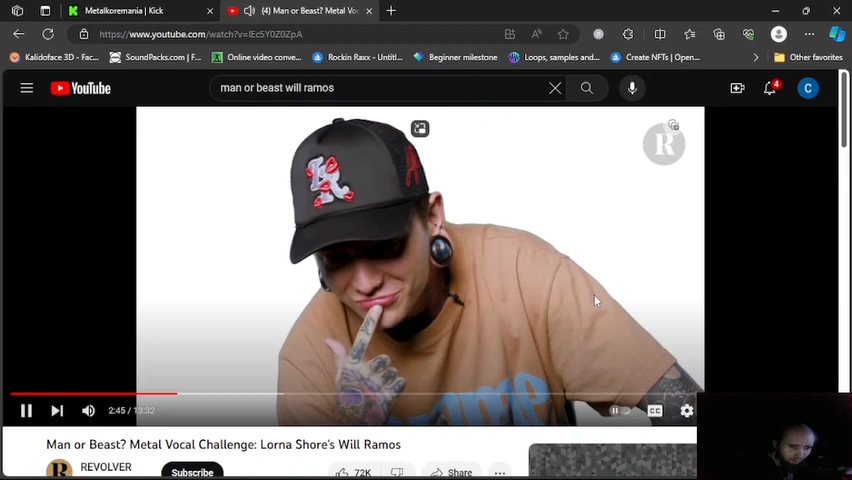 Metalkoremania | Kick
(4) Man or Beast? Metal Voc
https://www.youtube.com/watch?v=lEc5Y0Z0ZpA
Kalidoface 3D - Fac...
SoundPacks.com | F...
Online video conve...
Rockin Raxx - Untitl...
Beginner milestone
Loops, samples and...
Create NFTs | Open...
Other favorites
YouTube
man or beast will ramos
4
C
R
2:45 / 13:32
CC
Man or Beast? Metal Vocal Challenge: Lorna Shore's Will Ramos
R
REVOLVER
Subscribe
72K
Share